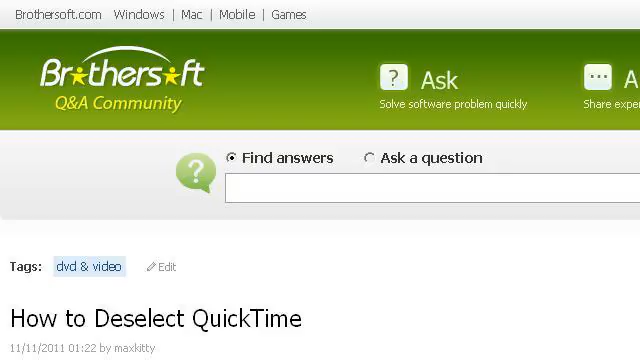 Brothersoft.com Windows | Mac | Mobile | Games
Brothersoft
Q&A Community
? Ask
Solve software problem quickly
... A
Share exper
? Find answers Ask a question
Tags: dvd & video Edit
How to Deselect QuickTime
11/11/2011 01:22 by maxkitty